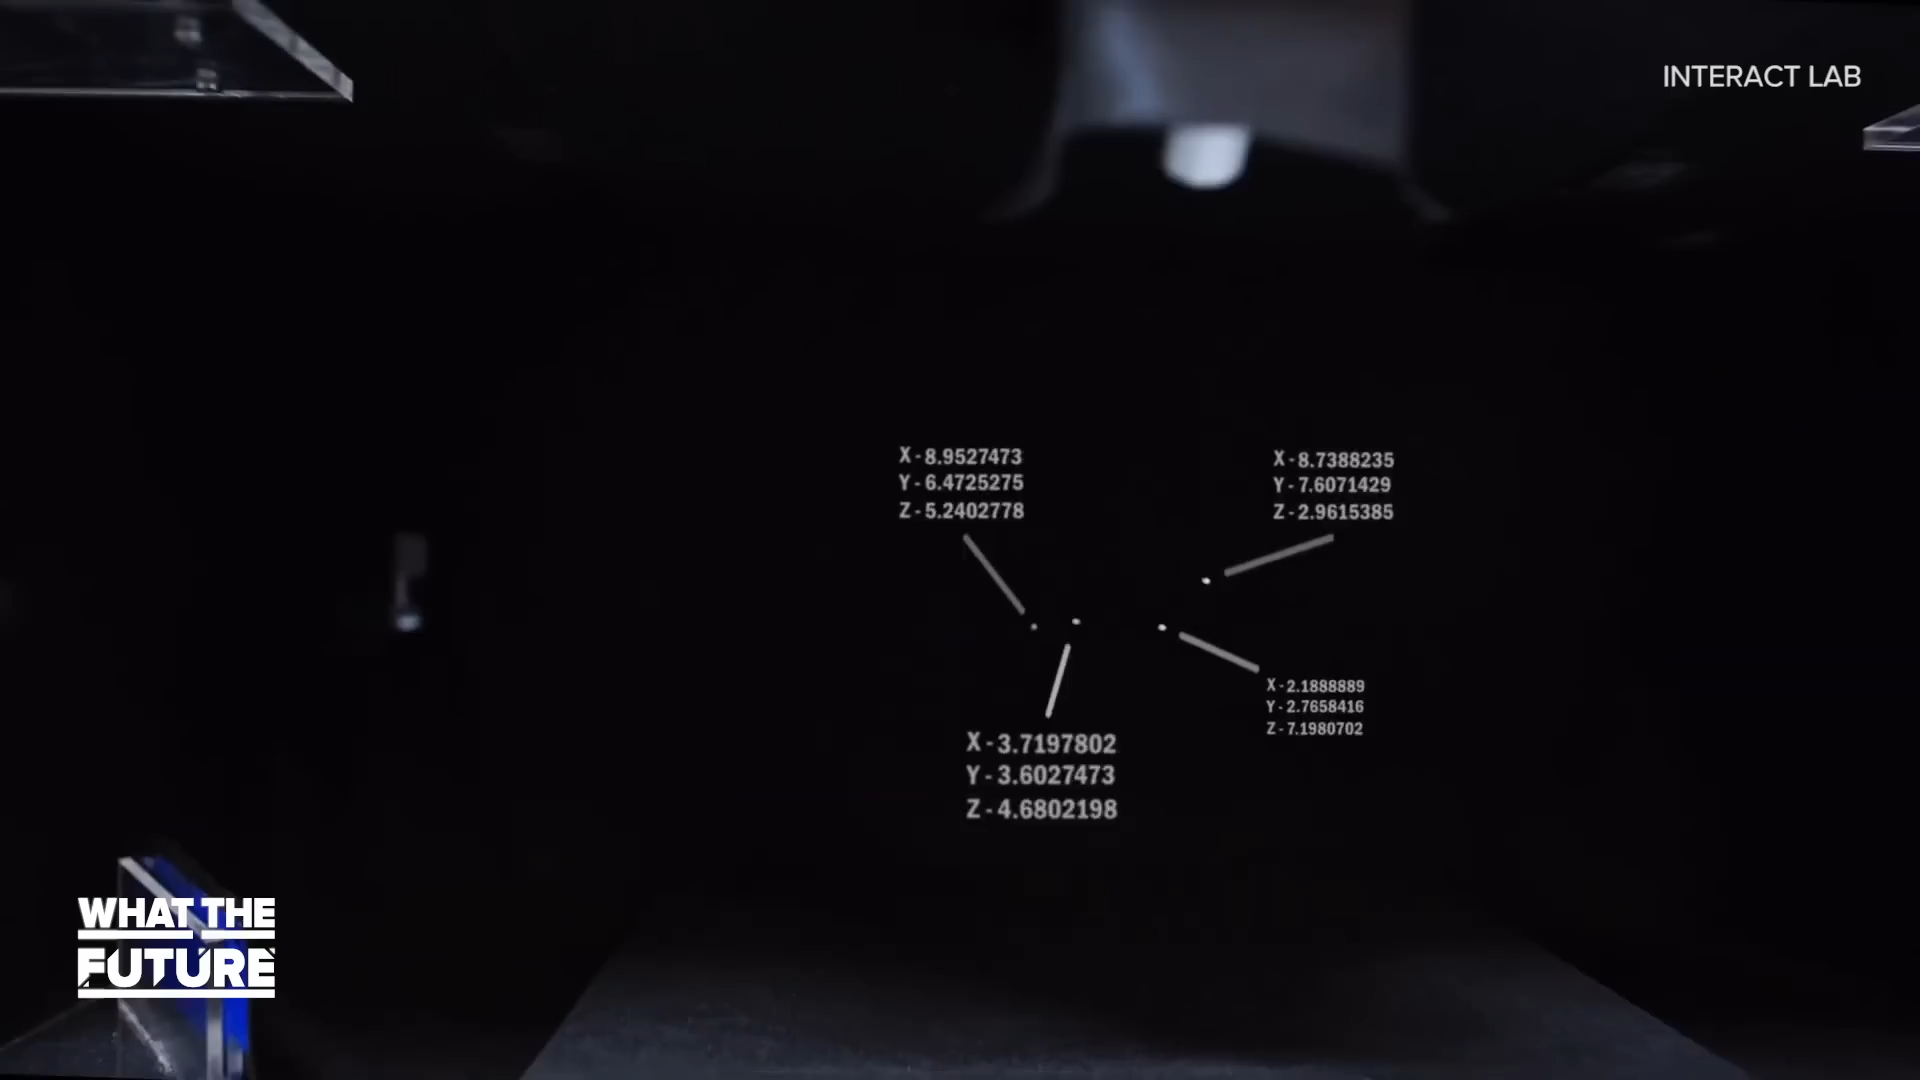 INTERACT LAB
X - 8.9527473
Y - 6.4725275
Z - 5.2402778
X - 8.7388235
Y - 7.6071429
Z - 2.9615385
X - 2.1888889
Y - 2.7658416
Z - 7.1980702
X - 3.7197802
Y - 3.6027473
Z - 4.6802198
WHAT THE
FUTURE